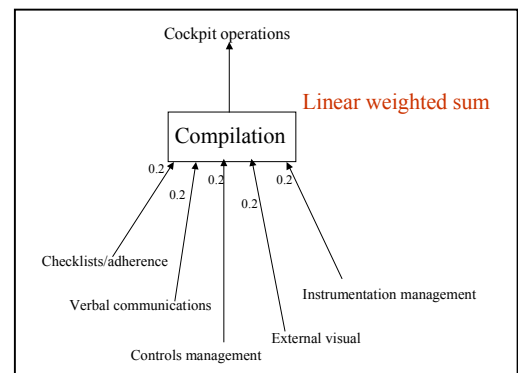 Cockpit operations
Linear weighted sum
Compilation
0.2
0.2
0.2
0.2
0.2
Checklists/adherence
Verbal communications
Controls management
External visual
Instrumentation management